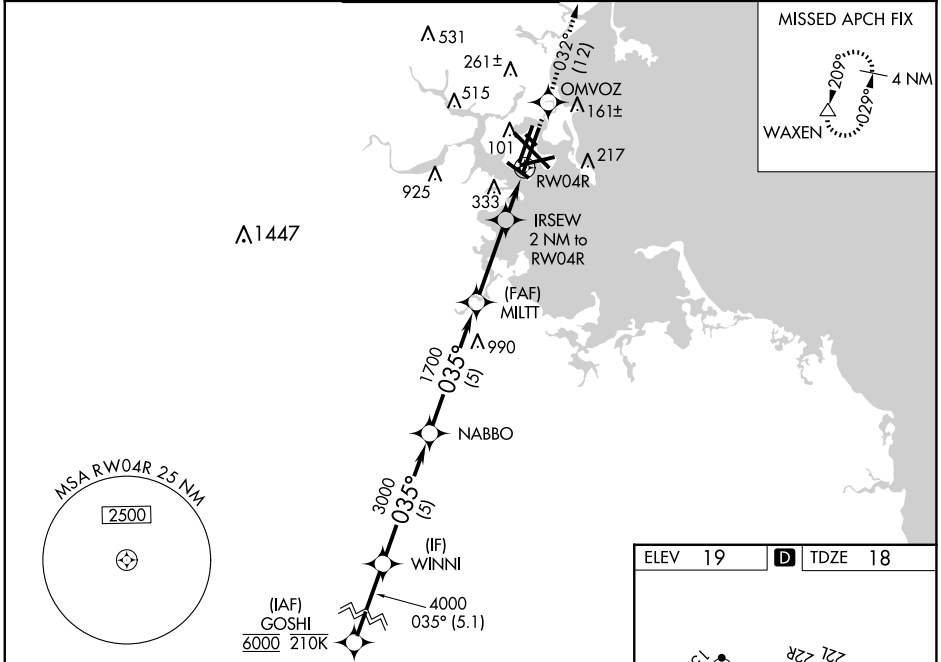 MISSED APCH FIX
209°
4 NM
029°
WAXEN
531
261±
515
032°
(12)
OMVOZ
161±
101
217
925
333
RW04R
1447
IRSEW
2 NM to
RW04R
(FAF)
MILTT
990
1700
035°
(5)
NABBO
3000
035°
(5)
MSA RW04R 25 NM
2500
(IF)
WINNI
4000
035° (5.1)
(IAF)
GOSHI
6000 210K
ELEV 19 D TDZE 18
22R 22L